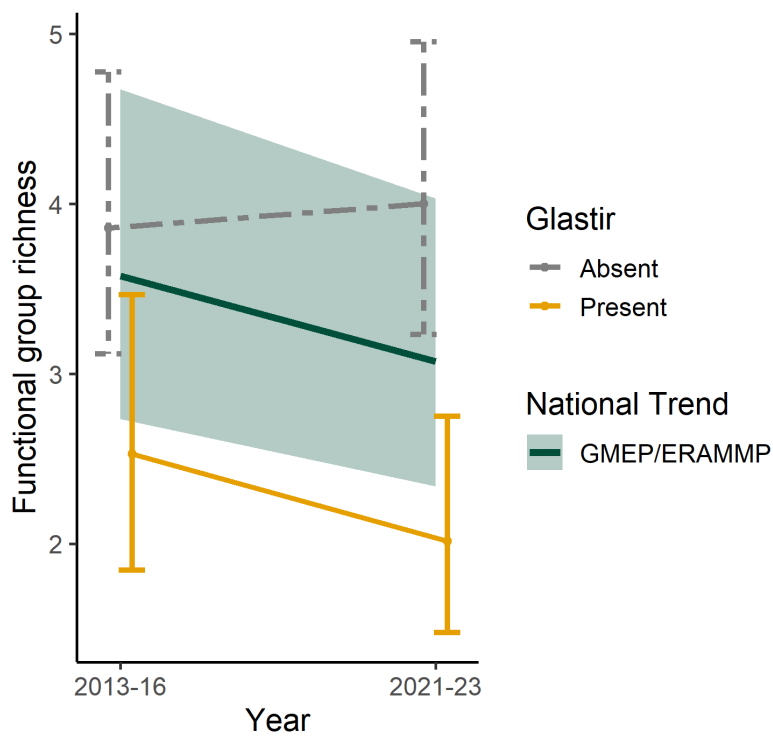 Functional group richness
5
4
3
2
2013-16
2021-23
Year
Glastir
Absent
Present
National Trend
GMEP/ERAMMP